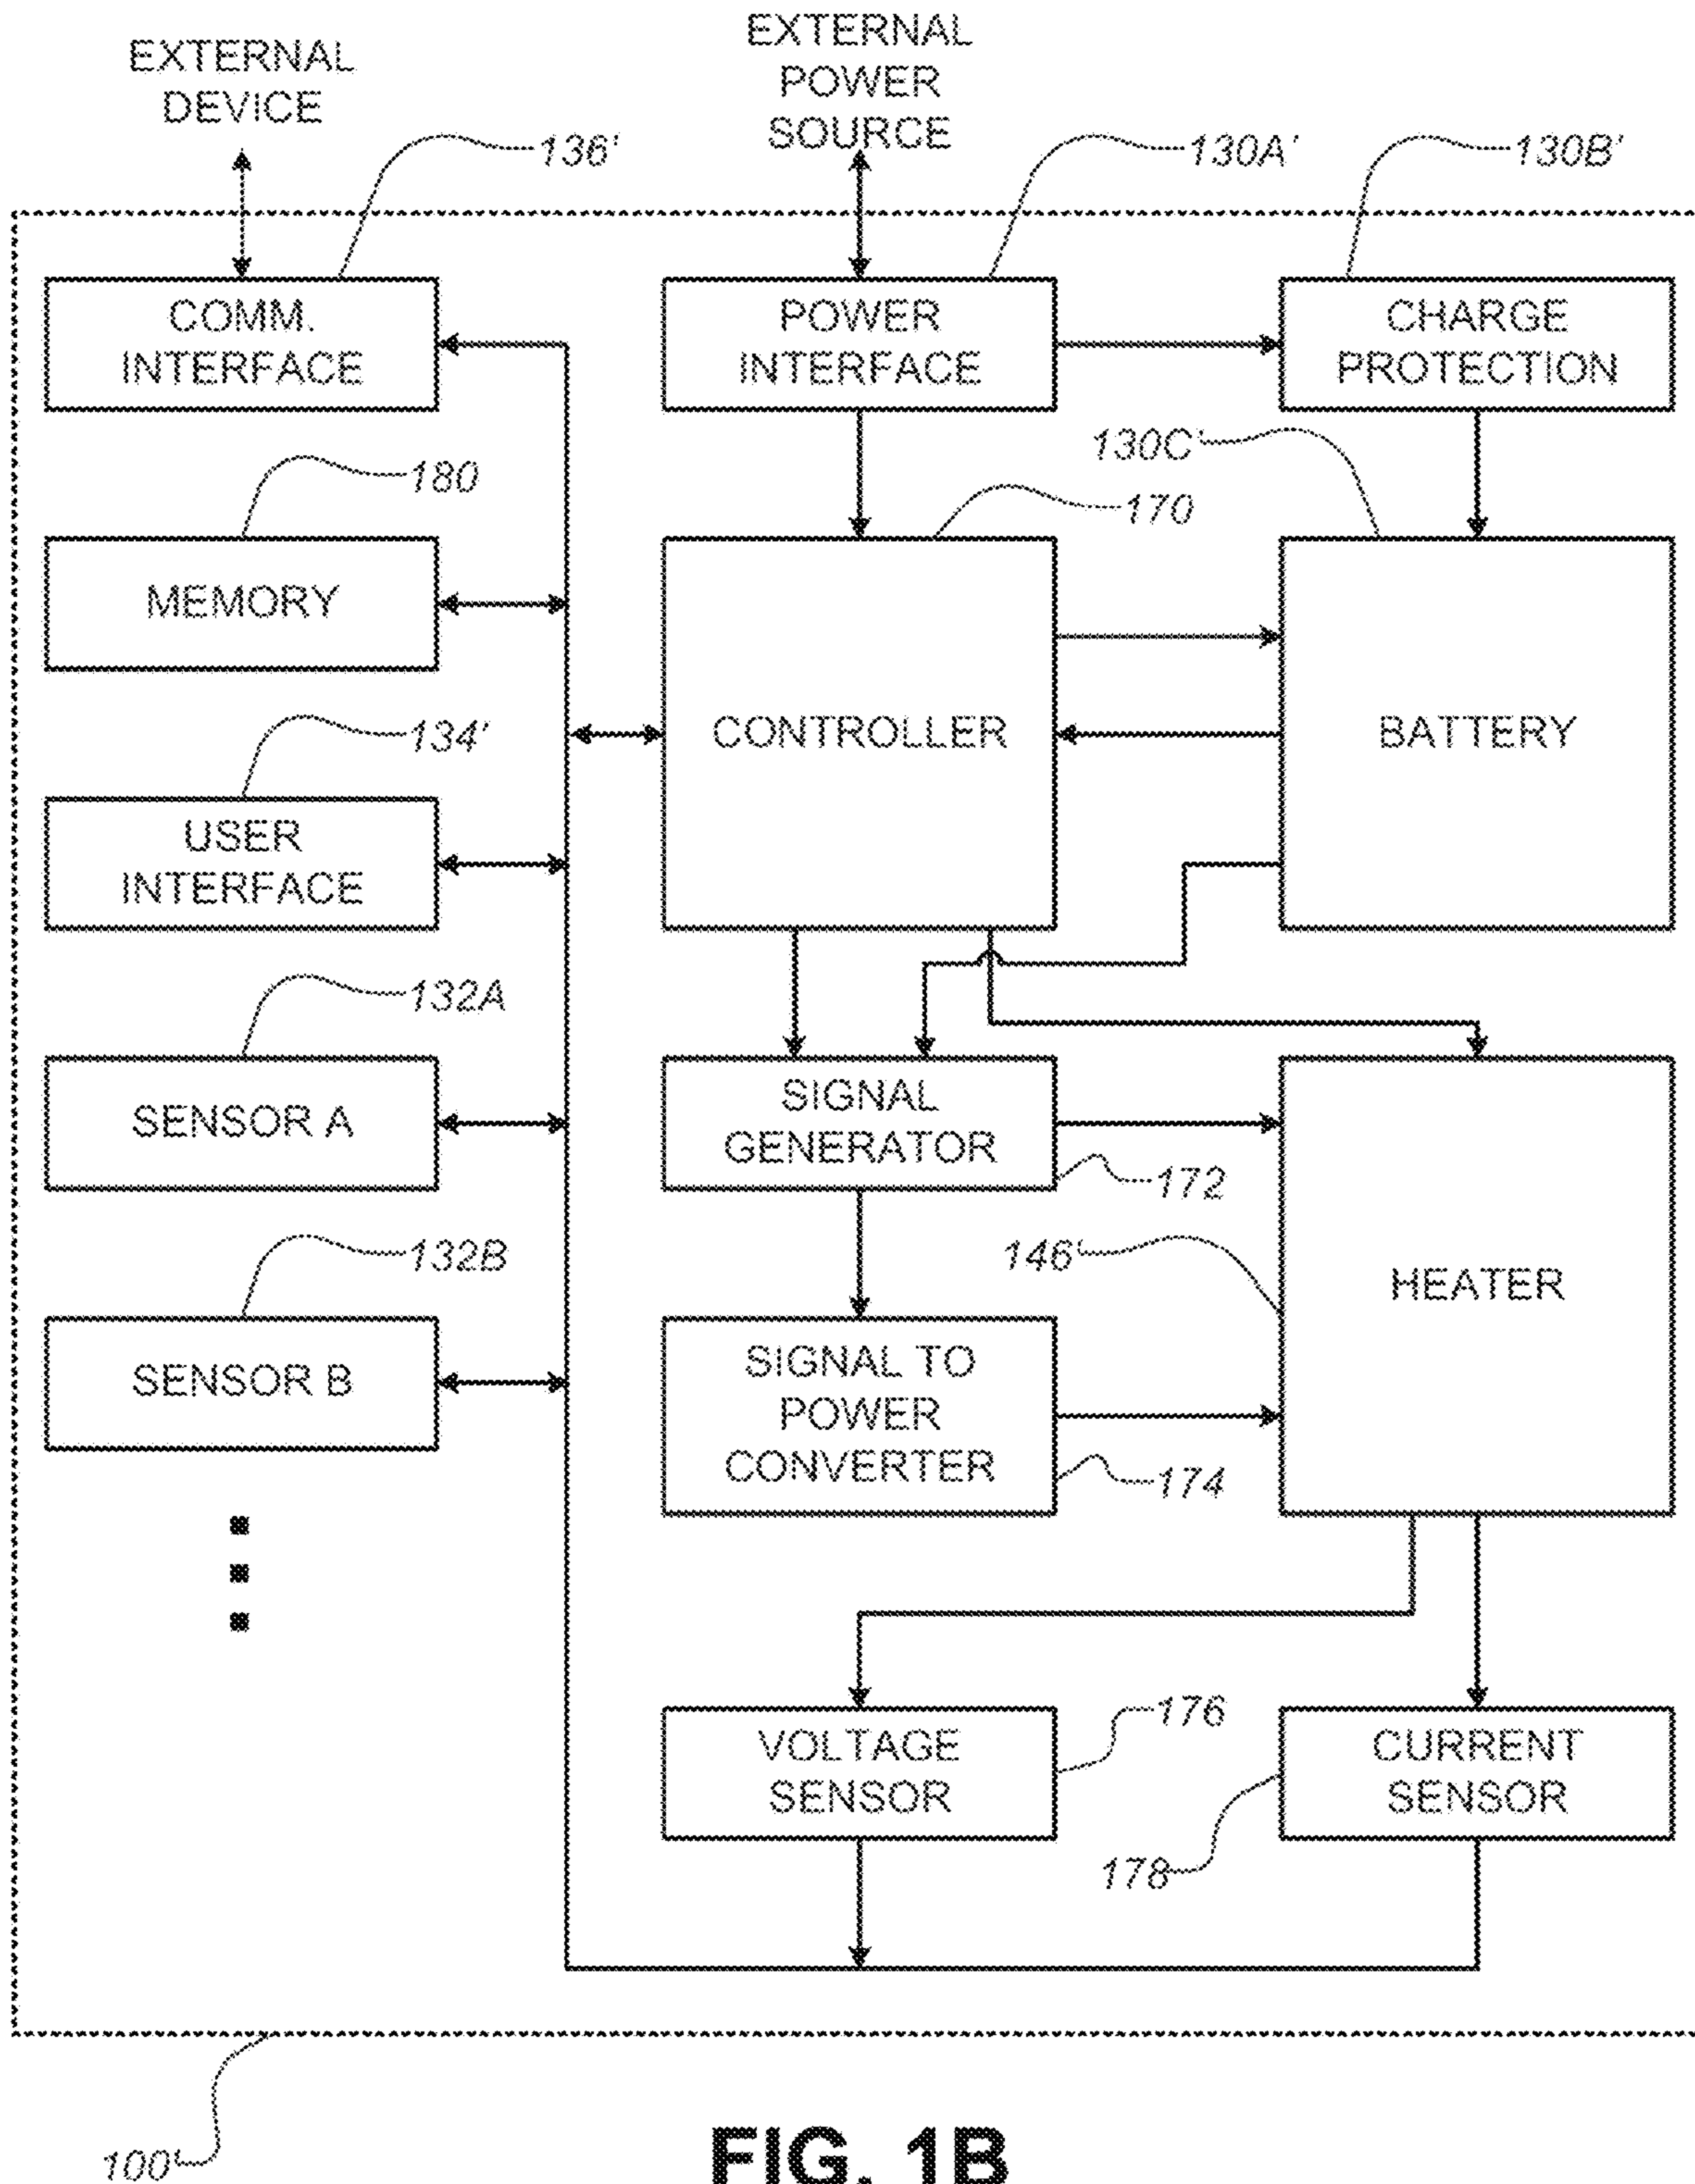 EXTERNAL
DEVICE
EXTERNAL
POWER
SOURCE
136'
130A'
130B'
COMM.
INTERFACE
POWER
INTERFACE
CHARGE
PROTECTION
130C'
180
170
MEMORY
CONTROLLER
BATTERY
134'
USER
INTERFACE
132A
SENSOR A
SIGNAL
GENERATOR
172
132B
146'
HEATER
SENSOR B
SIGNAL TO
POWER
CONVERTER
174
176
VOLTAGE
SENSOR
CURRENT
SENSOR
178
100'
FIG. 1B